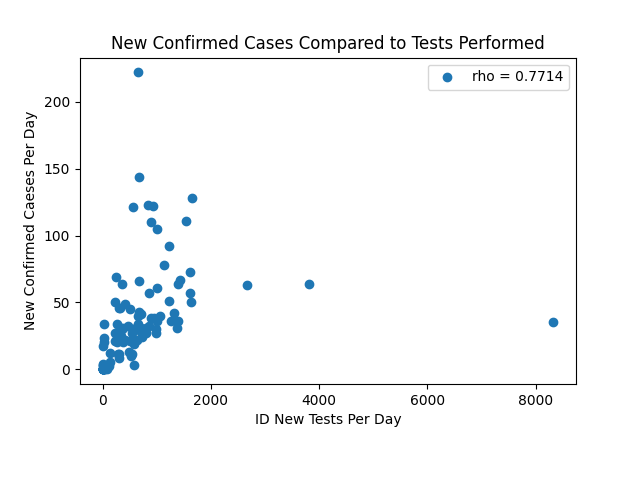 New Confirmed Cases Compared to Tests Performed
rho = 0.7714
New Confirmed Caeses Per Day
200
150
100
50
0
0 2000 4000 6000 8000
ID New Tests Per Day